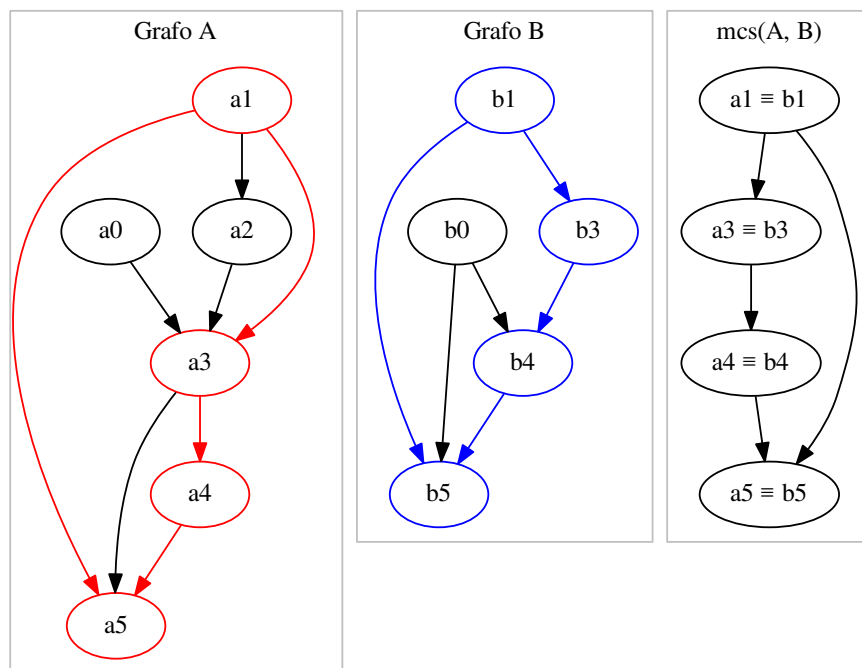 Grafo A
a1
a0
a2
a3
a4
a5
Grafo B
b1
b0
b3
b4
b5
mcs(A, B)
a1 ≡ b1
a3 ≡ b3
a4 ≡ b4
a5 ≡ b5